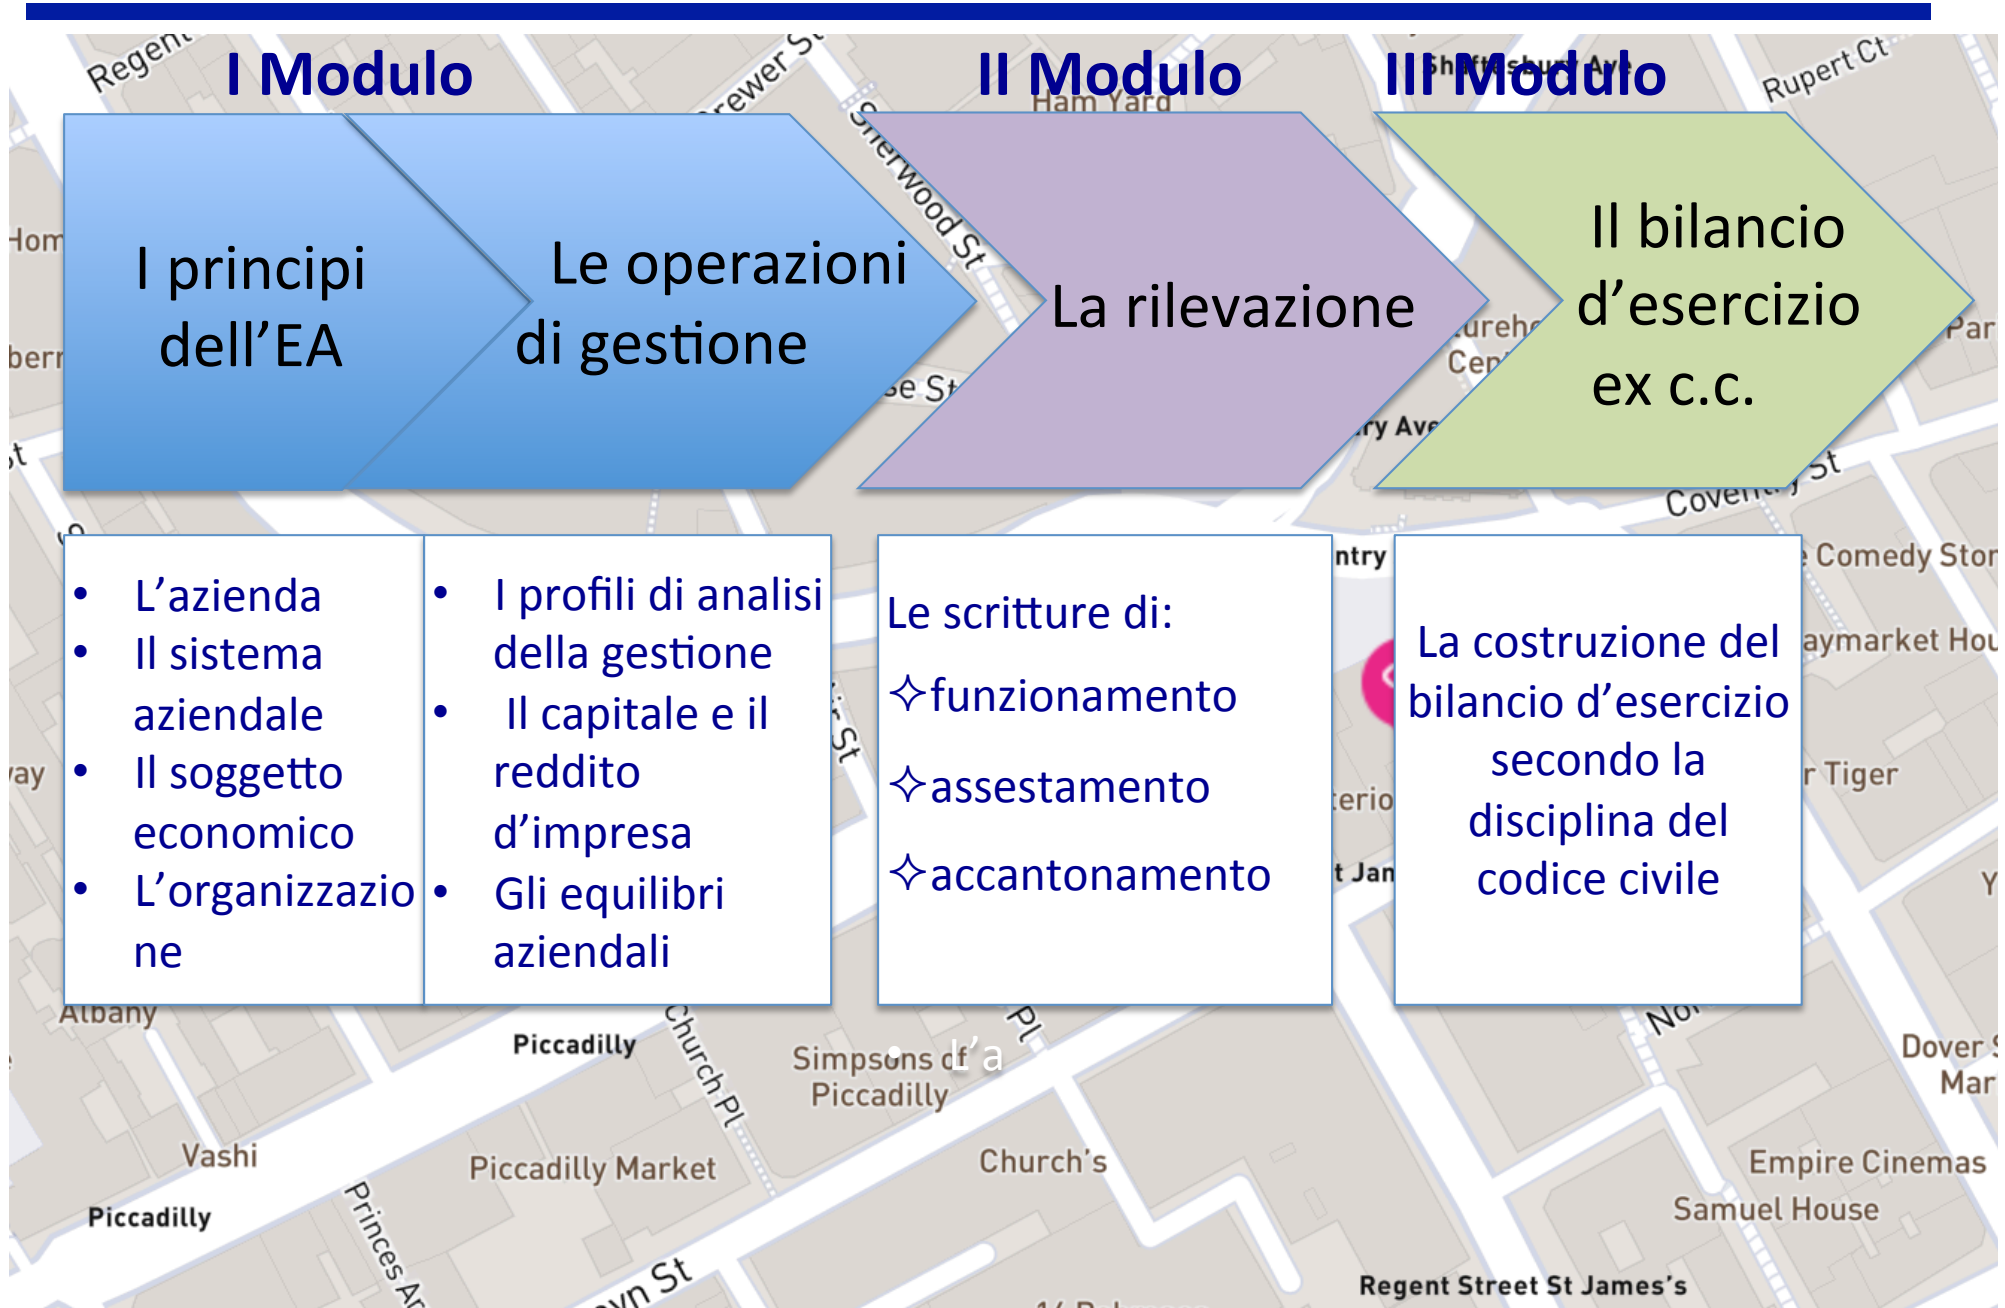 I Modulo
II Modulo
III Modulo
I principi
dell’EA
Le operazioni
di gestione
La rilevazione
Il bilancio
d’esercizio
ex c.c.
• L’azienda
• Il sistema
aziendale
• Il soggetto
economico
• L’organizzazio
ne
• I profili di analisi
della gestione
• Il capitale e il
reddito
d’impresa
• Gli equilibri
aziendali
Le scritture di:
✧funzionamento
✧assestamento
✧accantonamento
La costruzione del
bilancio d’esercizio
secondo la
disciplina del
codice civile
• L’a
Shaftesbury Ave
Rupert Ct
Ham Yard
Sherwood St
Coventry St
Albany
Piccadilly
Church Pl
Simpsons of
Piccadilly
Vashi
Piccadilly Market
Church's
Empire Cinemas
Samuel House
Piccadilly
Regent Street St James's